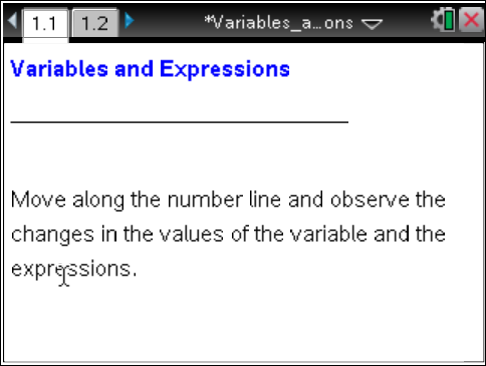 1.1 1.2 *Variables_a...ons
Variables and Expressions
Move along the number line and observe the
changes in the values of the variable and the
expressions.